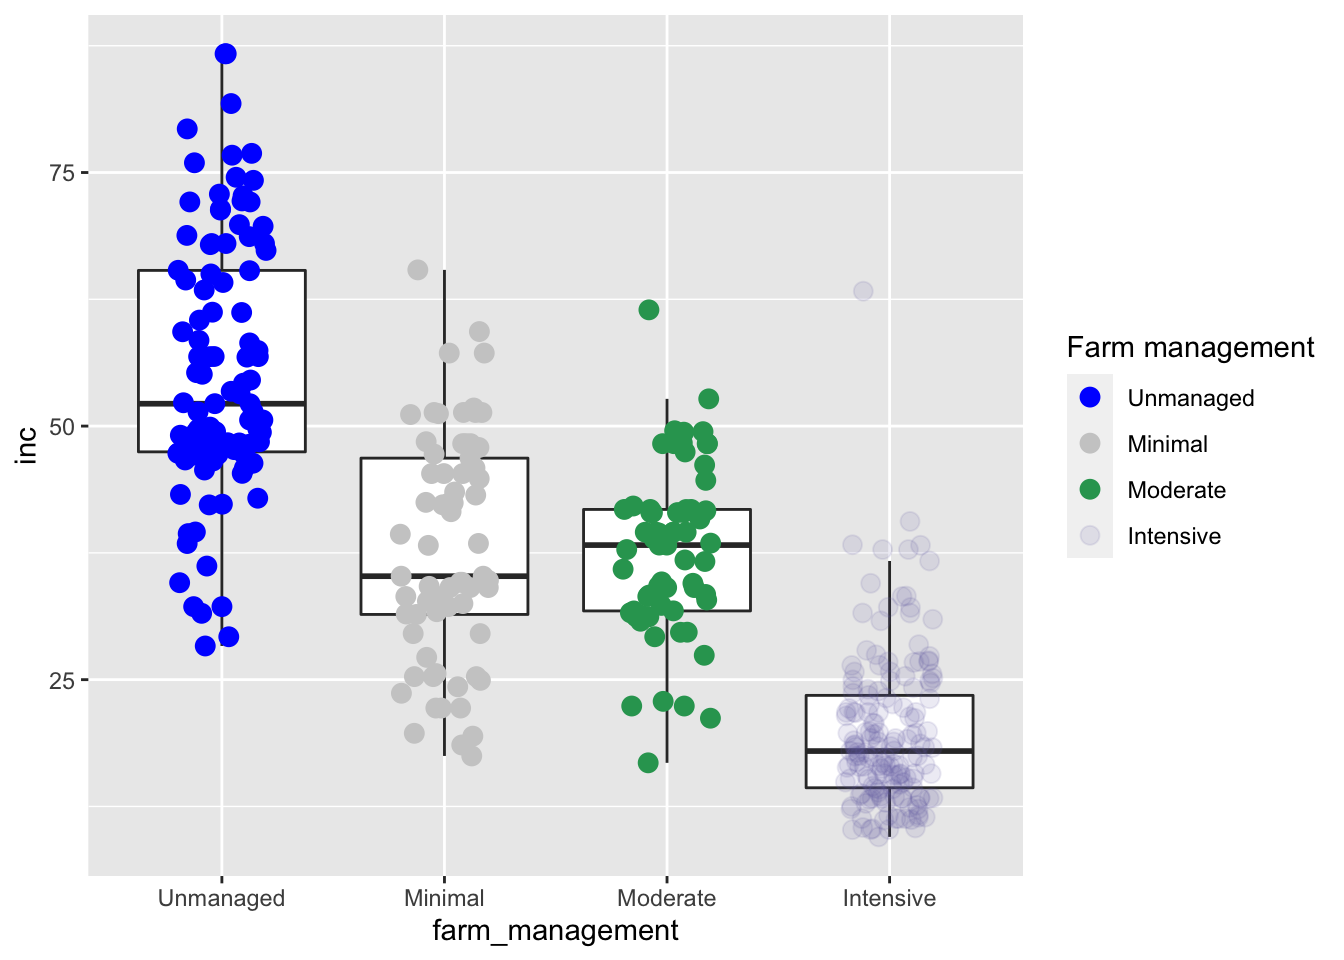 75
50
25
inc
Unmanaged
Minimal
Moderate
Intensive
farm_management
Farm management
Unmanaged
Minimal
Moderate
Intensive